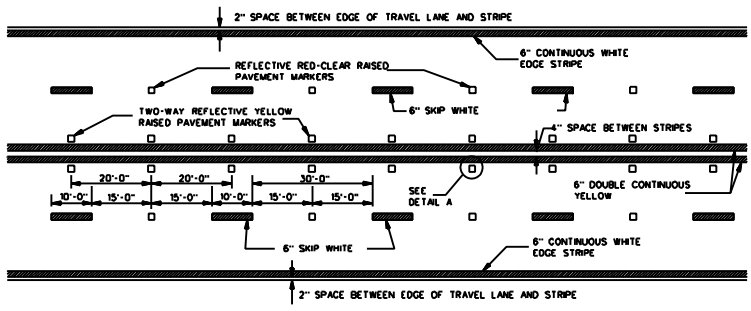 2" SPACE BETWEEN EDGE OF TRAVEL LANE AND STRIPE
6" CONTINUOUS WHITE
EDGE STRIPE
REFLECTIVE RED-CLEAR RAISED
PAVEMENT MARKERS
TWO-WAY REFLECTIVE YELLOW
RAISED PAVEMENT MARKERS
6" SKIP WHITE
4" SPACE BETWEEN STRIPES
20'-0" 20'-0" 30'-0"
10'-0" 15'-0" 15'-0" 10'-0" 15'-0" 15'-0"
SEE
DETAIL A
6" DOUBLE CONTINUOUS
YELLOW
6" SKIP WHITE
6" CONTINUOUS WHITE
EDGE STRIPE
2" SPACE BETWEEN EDGE OF TRAVEL LANE AND STRIPE